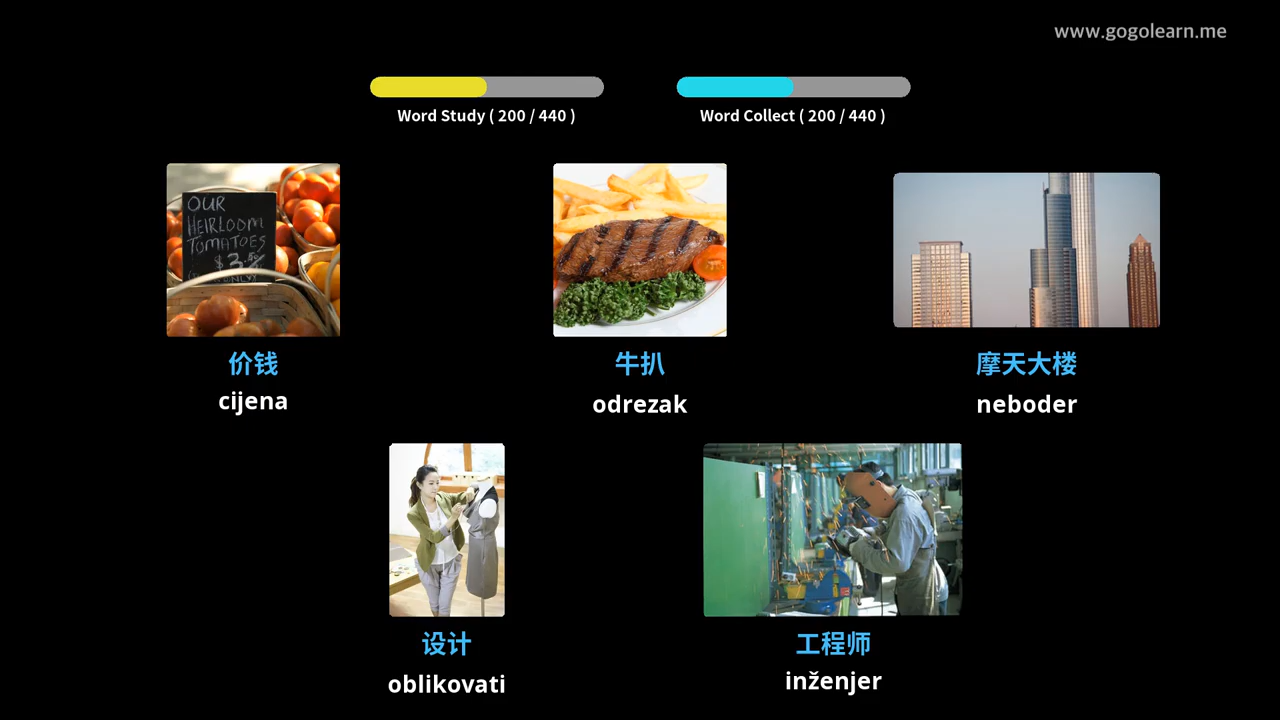 www.gogolearn.me
Word Study ( 200 / 440 )
Word Collect ( 200 / 440 )
OUR
HEIRLOOM
TOMATOES
价钱
cijena
牛扒
odrezak
摩天大楼
neboder
设计
oblikovati
工程师
inženjer